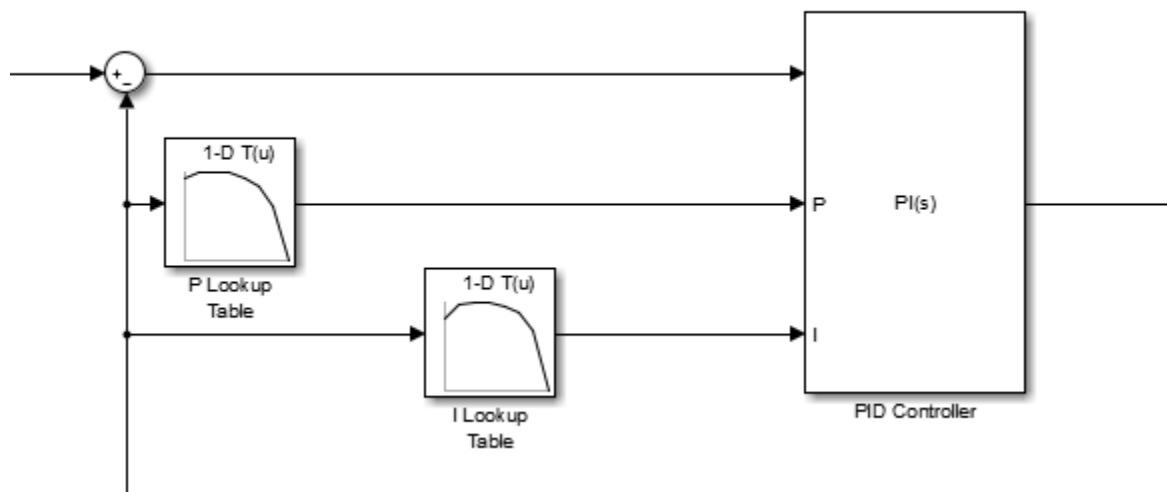 +
−
1-D T(u)
P Lookup
Table
1-D T(u)
I Lookup
Table
P
PI(s)
I
PID Controller